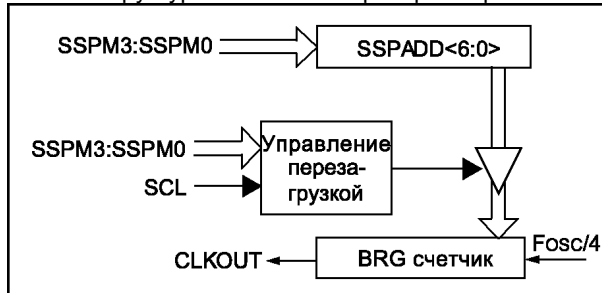 SSPM3:SSPM0
SSPADD<6:0>
SSPM3:SSPM0
SCL
Управление
переза-
грузкой
CLKOUT
BRG счетчик
Fosc/4